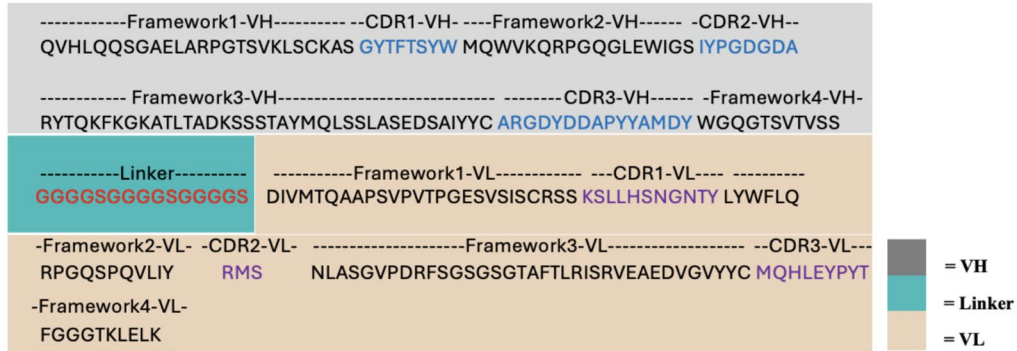 ------------Framework1-VH---------- --CDR1-VH- ----Framework2-VH------ -CDR2-VH--
QVHLQQSGAELARPGTSVKLSCKAS GYTFTSYW MQWVKQRPGQGLEWIGS IYPGDGDA
------------ Framework3-VH------------------------------ --------CDR3-VH------ -Framework4-VH-
RYTQKFKGKATLTADKSSSTAYMQLSSLASEDSAIYYC ARGDYDDAPYYAMDY WGQGTSVTVSS
-----------Linker---------- -----------Framework1-VL----------- ---CDR1-VL---- ----------
GGGGSGGGGSGGGGS DIVMTQAAPSVPVTPGESVSISCRSS KSLLHSNGNTY LYWFLQ
-Framework2-VL- -CDR2-VL- ---------------------Framework3-VL------------------- --CDR3-VL---
RPGQSPQVLIY RMS NLASGVPDRFSGSGSGTAFTLRISRVEAEDVGVYYC MQHLEYPYT
= VH
= Linker
-Framework4-VL-
FGGGTKLELK
= VL